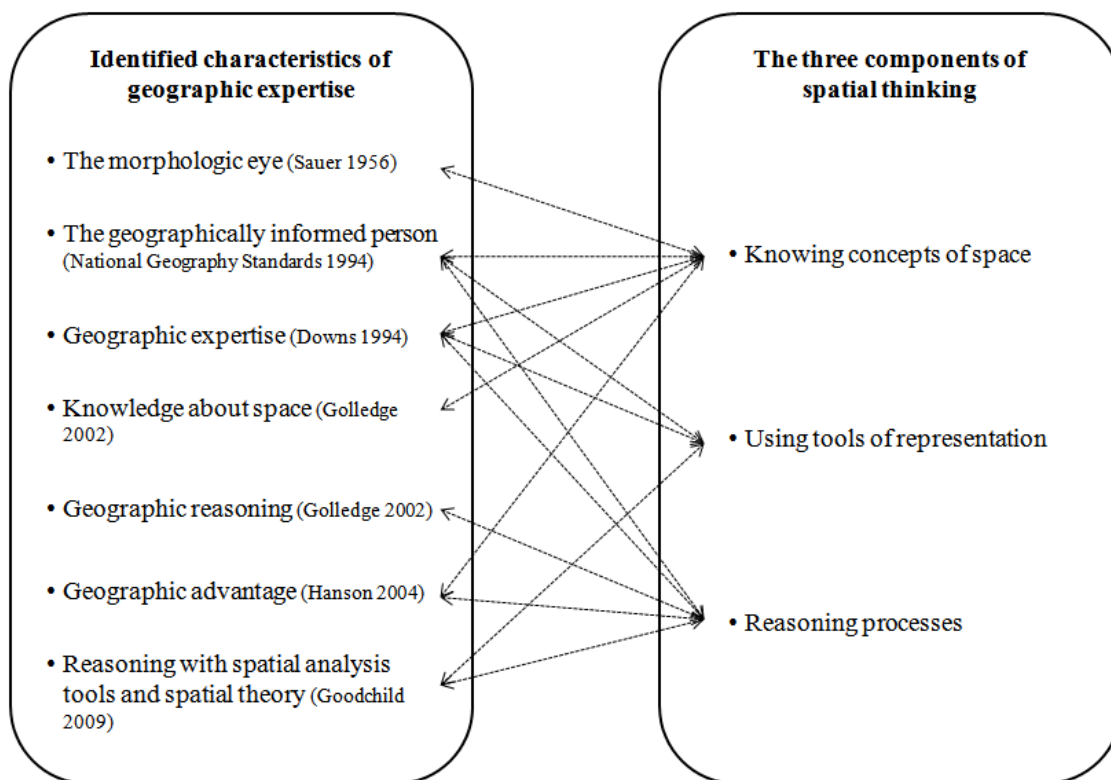 Identified characteristics of
geographic expertise
• The morphologic eye (Sauer 1956)
• The geographically informed person
(National Geography Standards 1994)
• Geographic expertise (Downs 1994)
• Knowledge about space (Golledge
2002)
• Geographic reasoning (Golledge 2002)
• Geographic advantage (Hanson 2004)
• Reasoning with spatial analysis
tools and spatial theory (Goodchild
2009)
The three components of
spatial thinking
• Knowing concepts of space
• Using tools of representation
• Reasoning processes